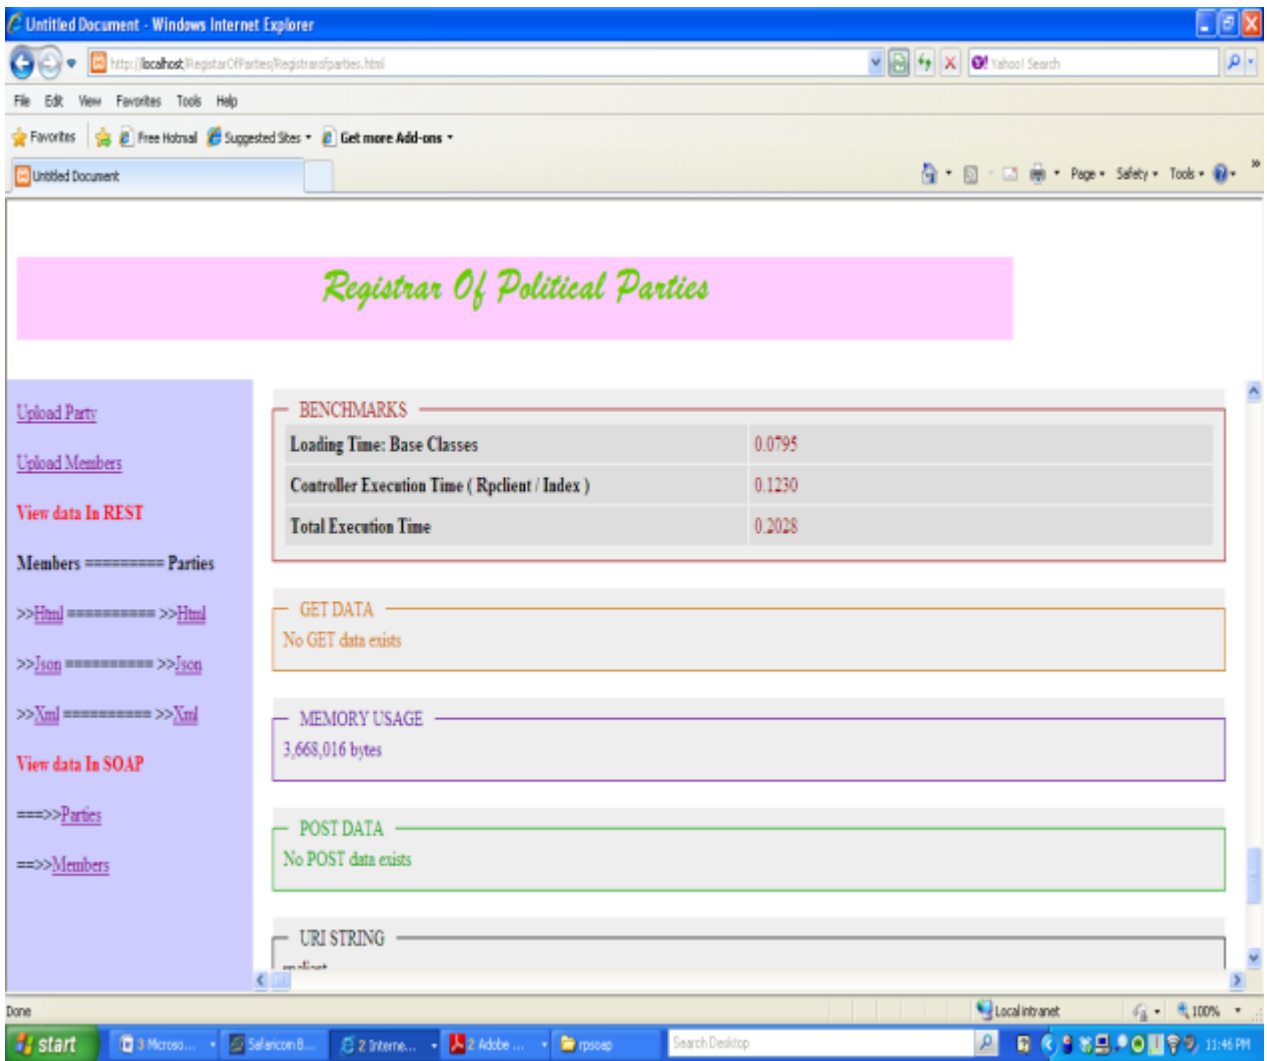 Untitled Document - Windows Internet Explorer
http://localhost/RegistarOfParties/Registrarofparties.html
Yahoo! Search
File Edit View Favorites Tools Help
Favorites Free Hotmail Suggested Sites Get more Add-ons
Untitled Document
Page Safety Tools
Registrar Of Political Parties
Upload Party
Upload Members
View data In REST
Members ========= Parties
>>Html ========== >>Html
>>Json ========== >>Json
>>Xml ========== >>Xml
View data In SOAP
===>>Parties
==>>Members
BENCHMARKS
Loading Time: Base Classes 0.0795
Controller Execution Time ( Rpclient / Index ) 0.1230
Total Execution Time 0.2028
GET DATA
No GET data exists
MEMORY USAGE
3,668,016 bytes
POST DATA
No POST data exists
URI STRING
Done
Local intranet
100%
start
3 Microso...
Safaricom B...
2 Interne...
2 Adobe ...
rpsoap
Search Desktop
11:46 PM